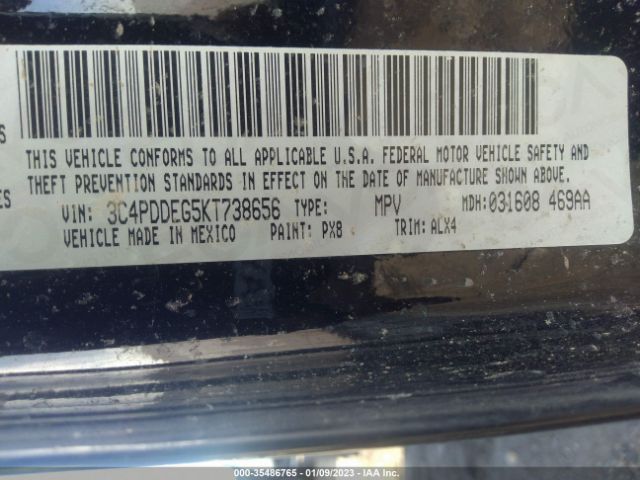 THIS VEHICLE CONFORMS TO ALL APPLICABLE U.S.A. FEDERAL MOTOR VEHICLE SAFETY AND
THEFT PREVENTION STANDARDS IN EFFECT ON THE DATE OF MANUFACTURE SHOWN ABOVE.
VIN: 3C4PDDEG5KT738656 TYPE: MPV MDH:031608 469AA
VEHICLE MADE IN MEXICO PAINT: PX8 TRIM:ALX4
000-35486765 - 01/09/2023 - IAA Inc.